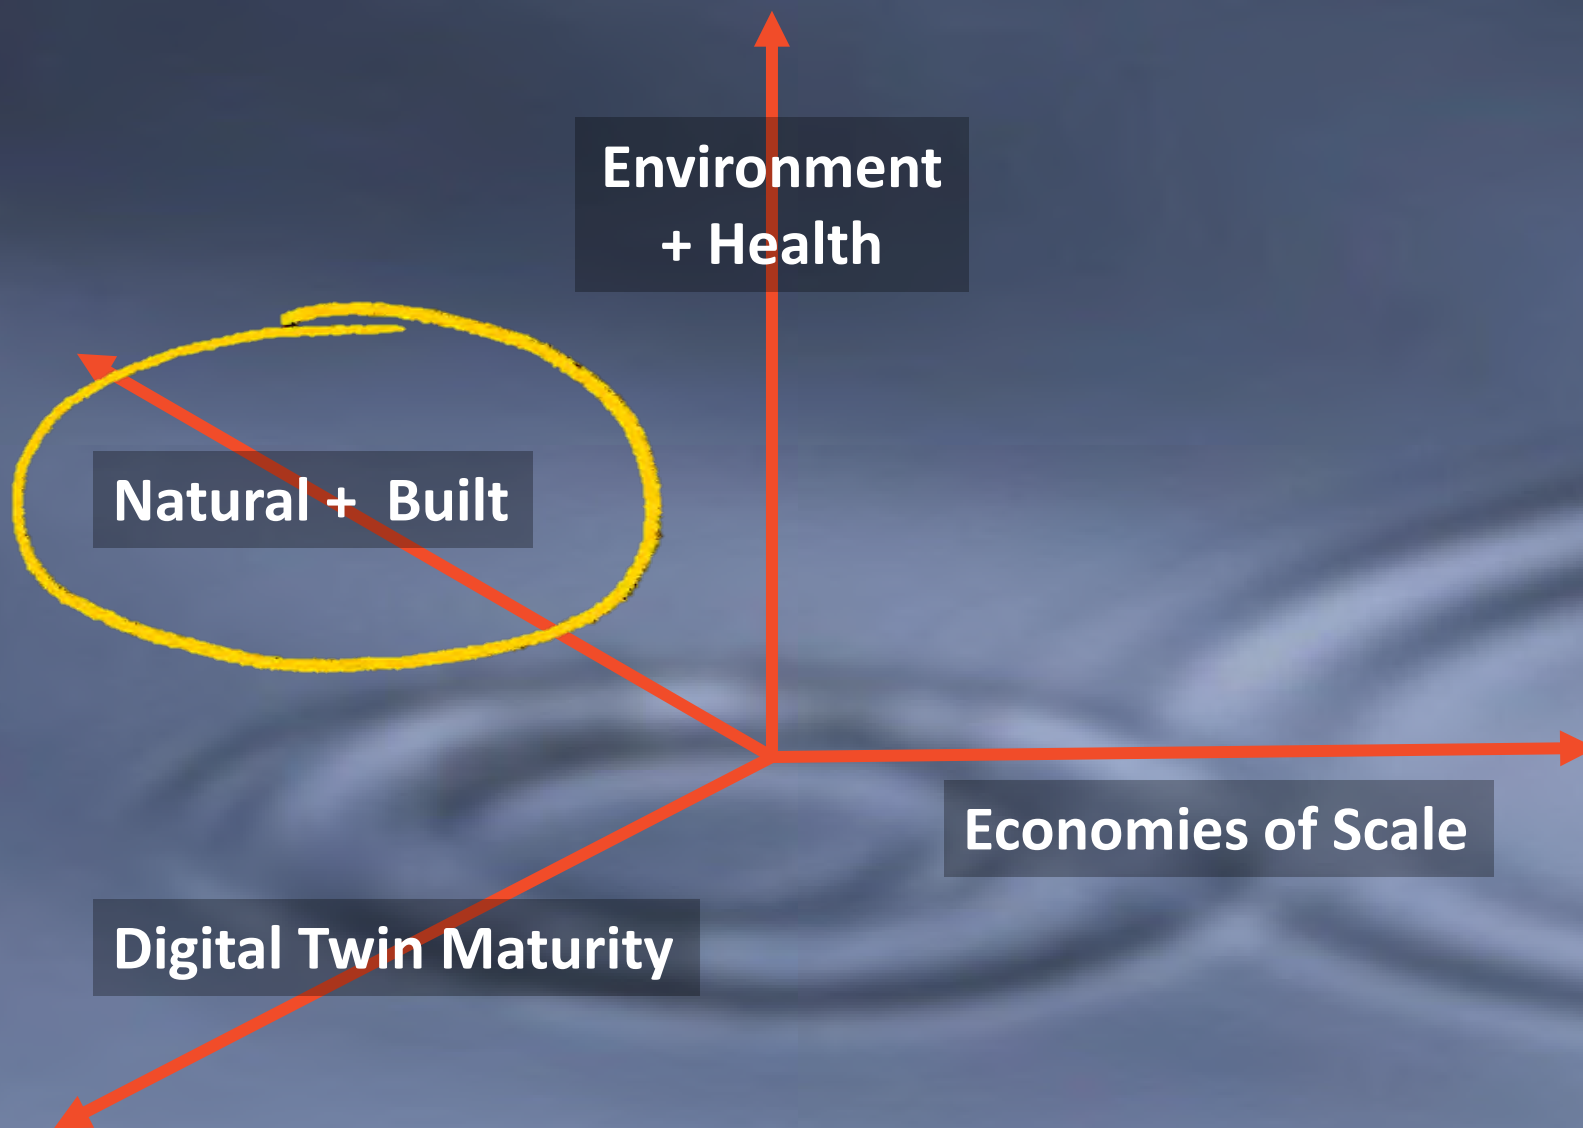 Environment
+ Health
Natural +  Built
Economies of Scale
Digital Twin Maturity